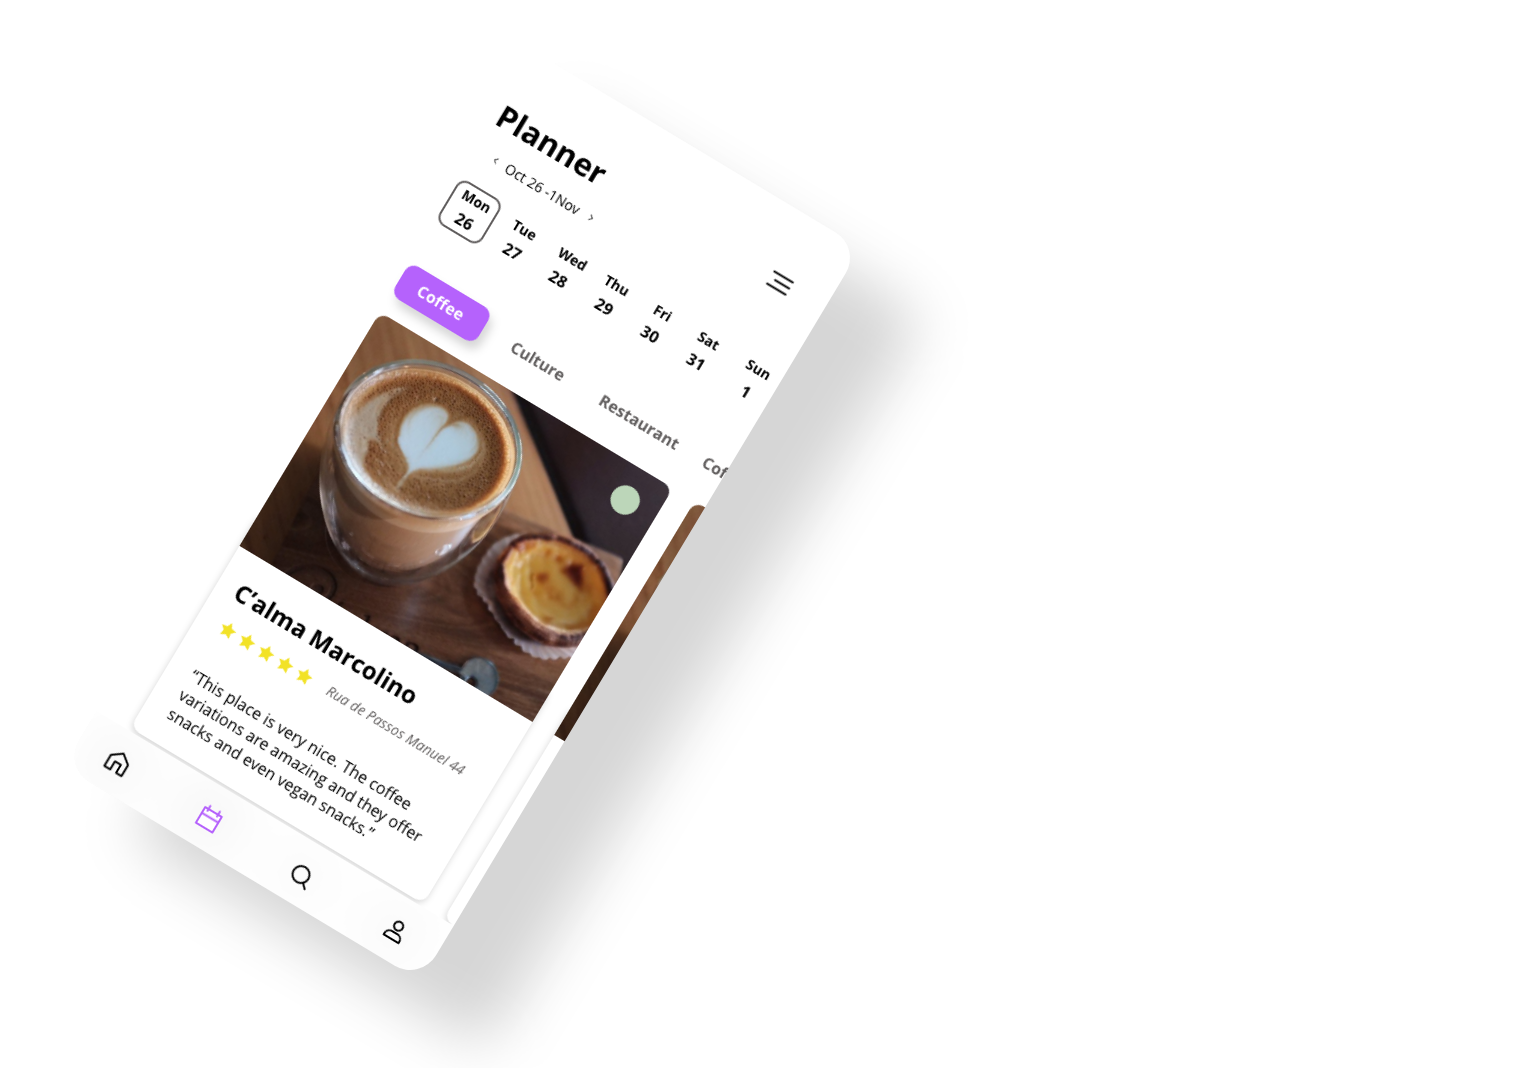 Planner
‹ Oct 26 -1Nov ›
Mon Tue Wed Thu Fri Sat Sun
26 27 28 29 30 31 1
Coffee Culture Restaurant Cof
C’alma Marcolino
Rua de Passos Manuel 44
“This place is very nice. The coffee
variations are amazing and they offer
snacks and even vegan snacks.”